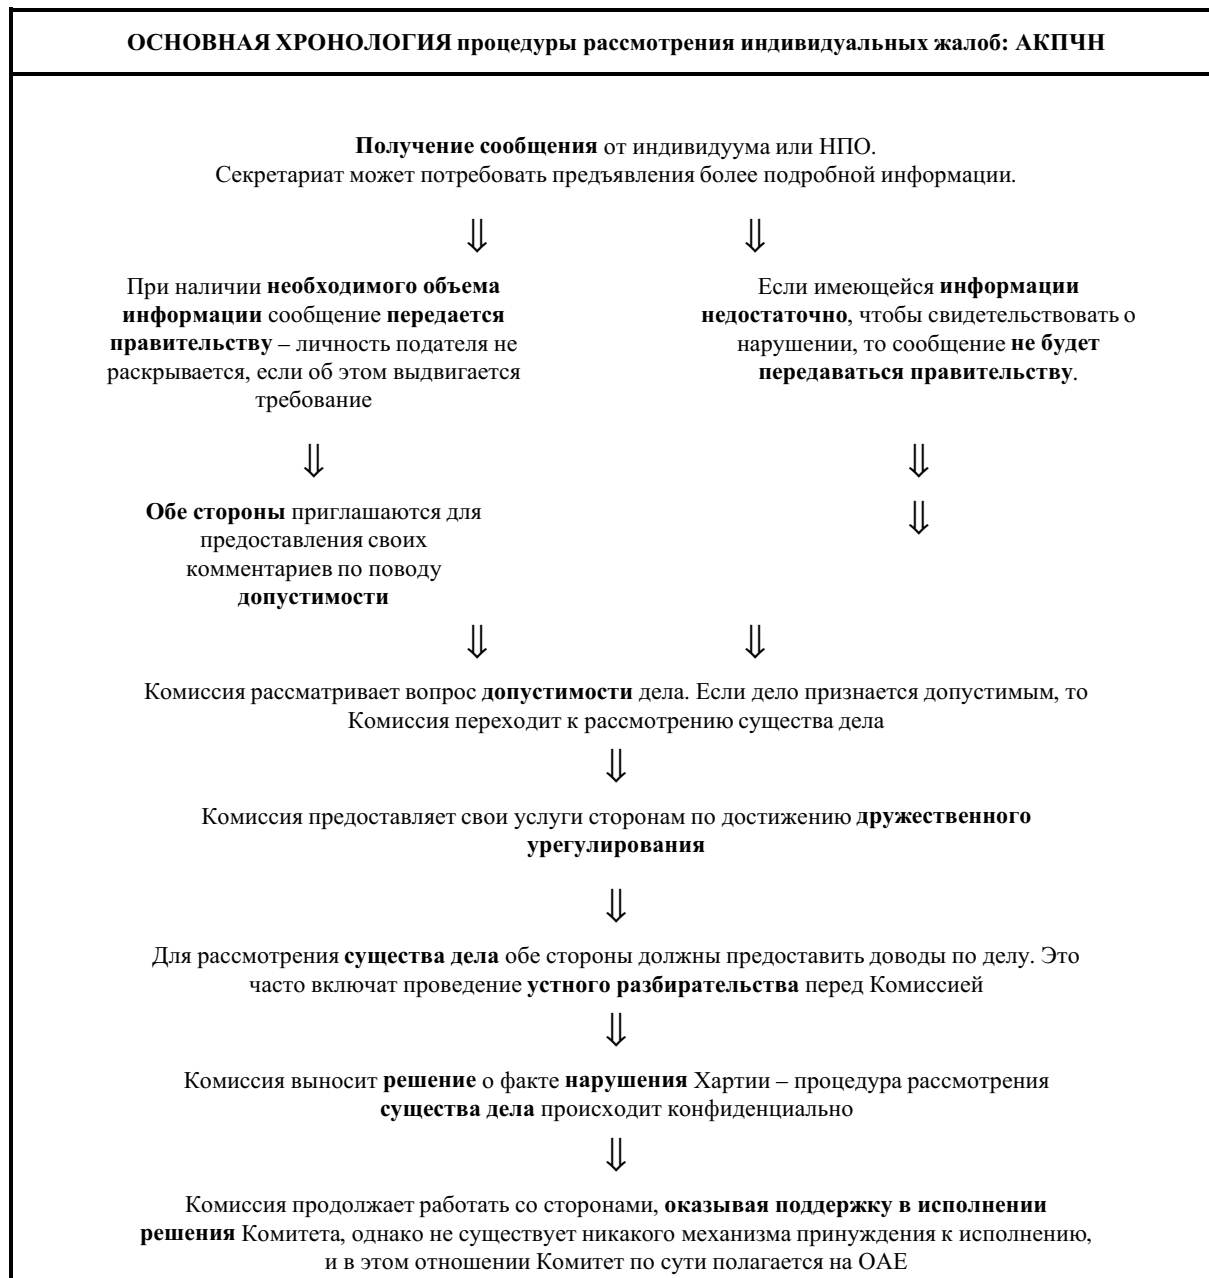 ОСНОВНАЯ ХРОНОЛОГИЯ процедуры рассмотрения индивидуальных жалоб: АКПЧН
Получение сообщения от индивидуума или НПО.
Секретариат может потребовать предъявления более подробной информации.
⇓ ⇓
При наличии необходимого объема
информации сообщение передается
правительству – личность подателя не
раскрывается, если об этом выдвигается
требование
Если имеющейся информации
недостаточно, чтобы свидетельствовать о
нарушении, то сообщение не будет
передаваться правительству.
⇓ ⇓
Обе стороны приглашаются для
предоставления своих
комментариев по поводу
допустимости
⇓
⇓ ⇓
Комиссия рассматривает вопрос допустимости дела. Если дело признается допустимым, то
Комиссия переходит к рассмотрению существа дела
⇓
Комиссия предоставляет свои услуги сторонам по достижению дружественного
урегулирования
⇓
Для рассмотрения существа дела обе стороны должны предоставить доводы по делу. Это
часто включат проведение устного разбирательства перед Комиссией
⇓
Комиссия выносит решение о факте нарушения Хартии – процедура рассмотрения
существа дела происходит конфиденциально
⇓
Комиссия продолжает работать со сторонами, оказывая поддержку в исполнении
решения Комитета, однако не существует никакого механизма принуждения к исполнению,
и в этом отношении Комитет по сути полагается на ОАЕ